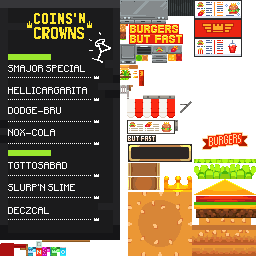 COINS'N
CROWNS
SMAJOR SPECIAL
HELLICARGARITA
DODGE-BRU
NOX-COLA
TGTTOSABAD
SLURP'N SLIME
DECZCAL
BURGERS
BUT FAST
BUT FAST
BURGERS